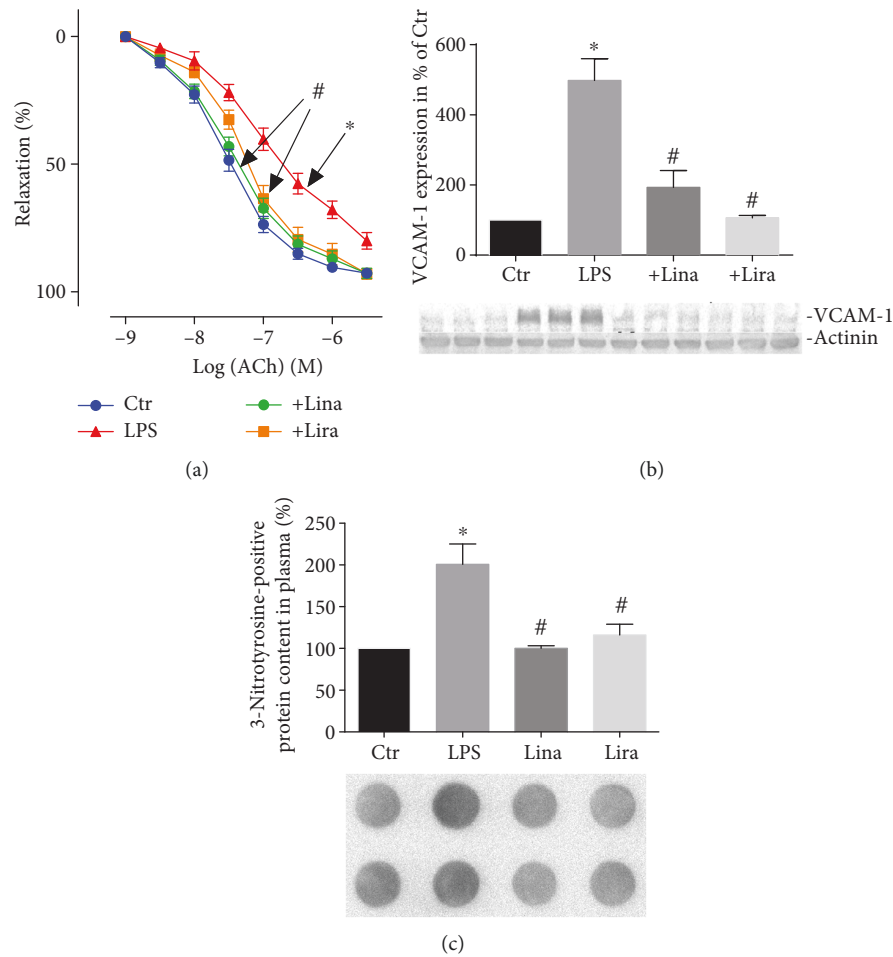 0
50
100
Relaxation (%)
#
*
–9
–8
–7
–6
Log (ACh) (M)
Ctr
+Lina
LPS
+Lira
(a)
VCAM-1 expression in % of Ctr
600
400
200
0
*
#
#
Ctr
LPS
+Lina
+Lira
-VCAM-1
-Actinin
(b)
3-Nitrotyrosine-positive
protein content in plasma (%)
250
200
150
100
50
0
*
#
#
Ctr
LPS
Lina
Lira
(c)